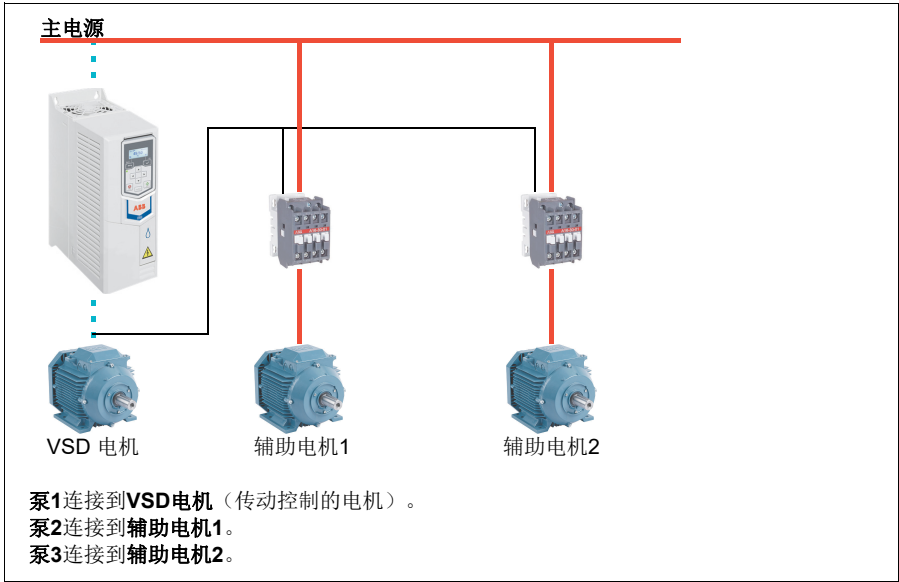 主电源
ABB
VSD 电机
辅助电机1
辅助电机2
泵1连接到VSD电机（传动控制的电机）。
泵2连接到辅助电机1。
泵3连接到辅助电机2。